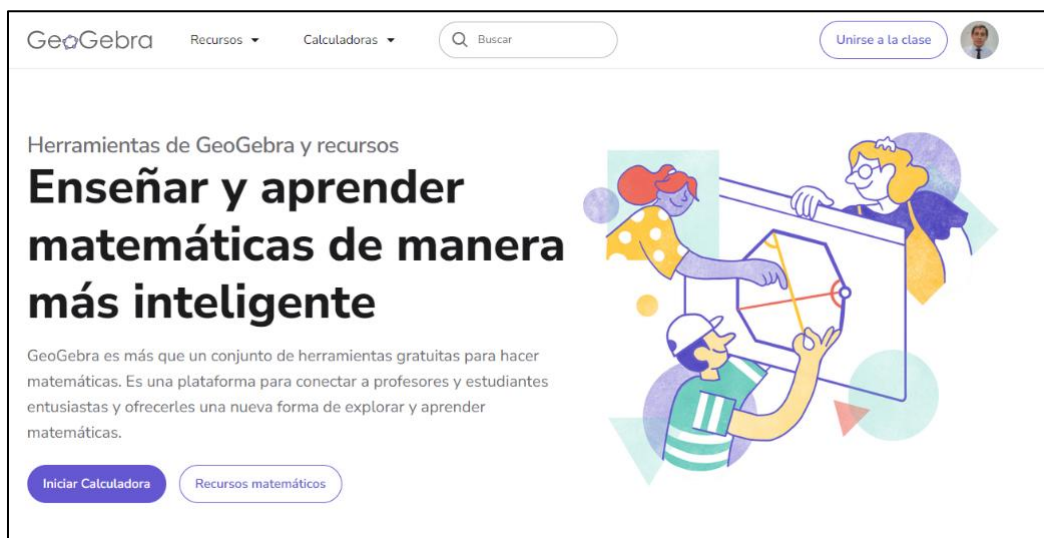 GeoGebra
Recursos
Calculadoras
Buscar
Unirse a la clase
Herramientas de GeoGebra y recursos
Enseñar y aprender
matemáticas de manera
más inteligente
GeoGebra es más que un conjunto de herramientas gratuitas para hacer
matemáticas. Es una plataforma para conectar a profesores y estudiantes
entusiastas y ofrecerles una nueva forma de explorar y aprender
matemáticas.
Iniciar Calculadora
Recursos matemáticos